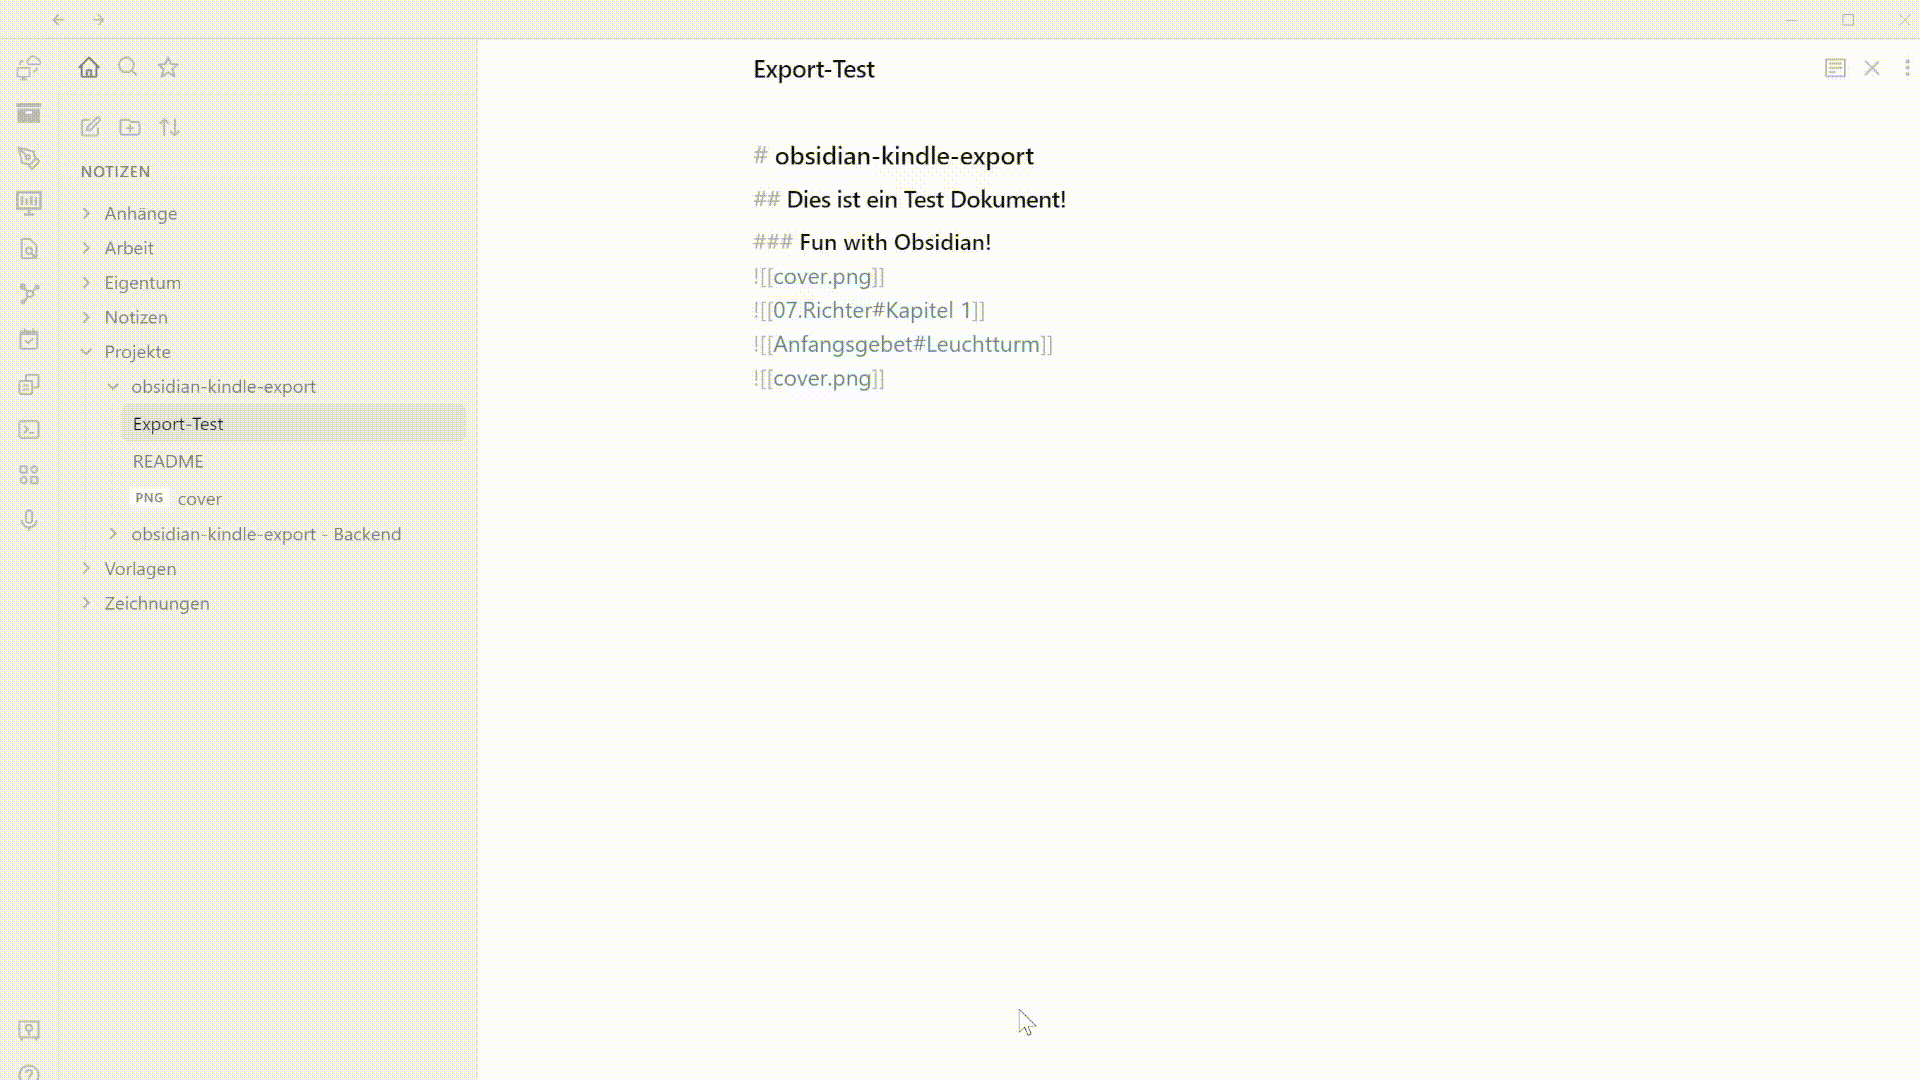 NOTIZEN
Anhänge
Arbeit
Eigentum
Notizen
Projekte
obsidian-kindle-export
Export-Test
README
PNG cover
obsidian-kindle-export - Backend
Vorlagen
Zeichnungen
Export-Test
# obsidian-kindle-export
## Dies ist ein Test Dokument!
### Fun with Obsidian!
![[cover.png]]
![[07.Richter#Kapitel 1]]
![[Anfangsgebet#Leuchtturm]]
![[cover.png]]